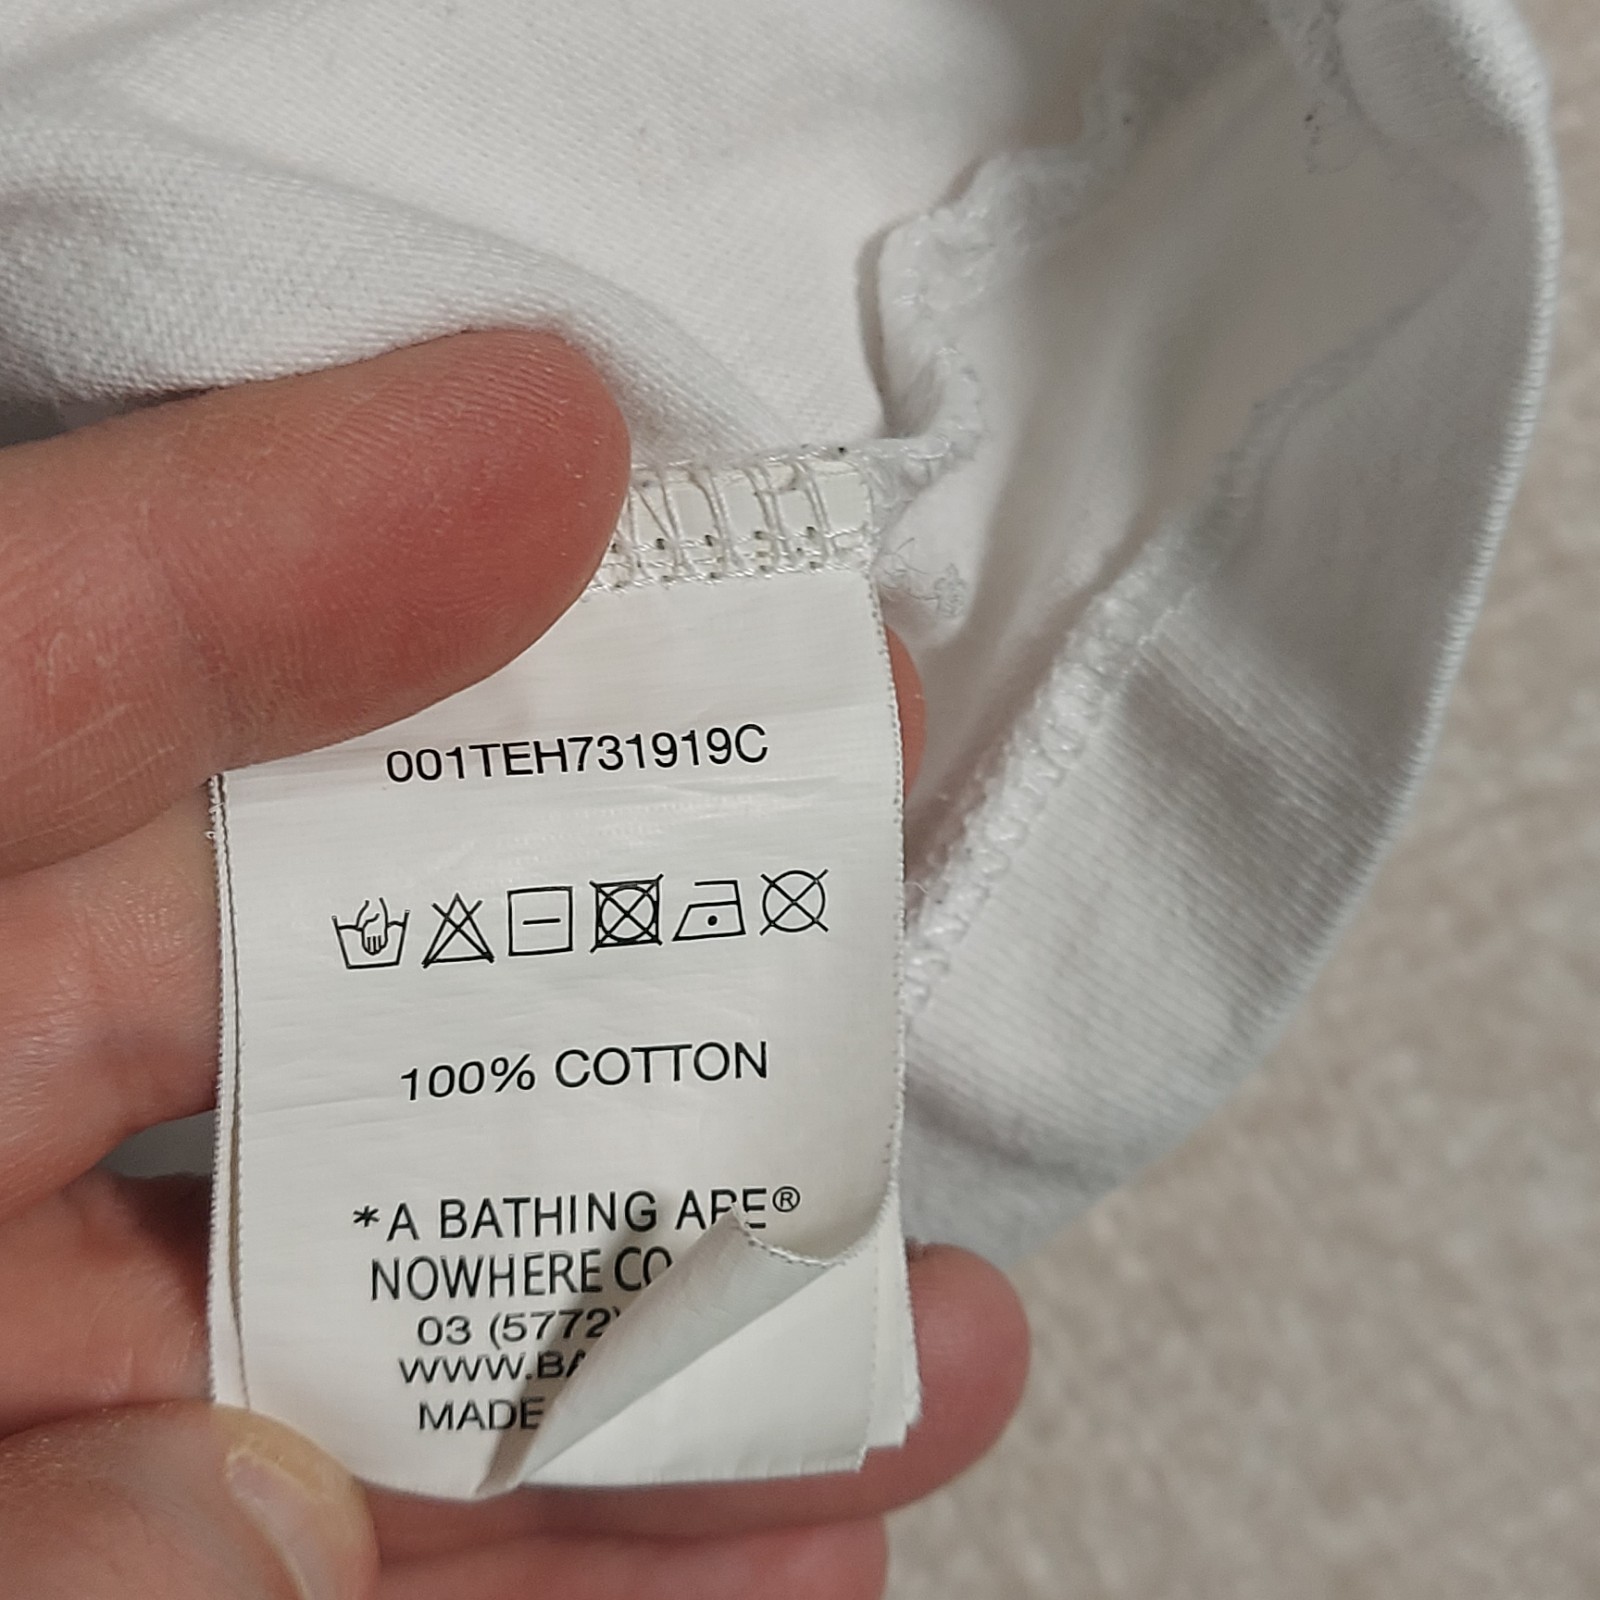 001TEH731919C
100% COTTON
*A BATHING APE®
NOWHERE CO
03 (5772)
WWW.BA
MADE